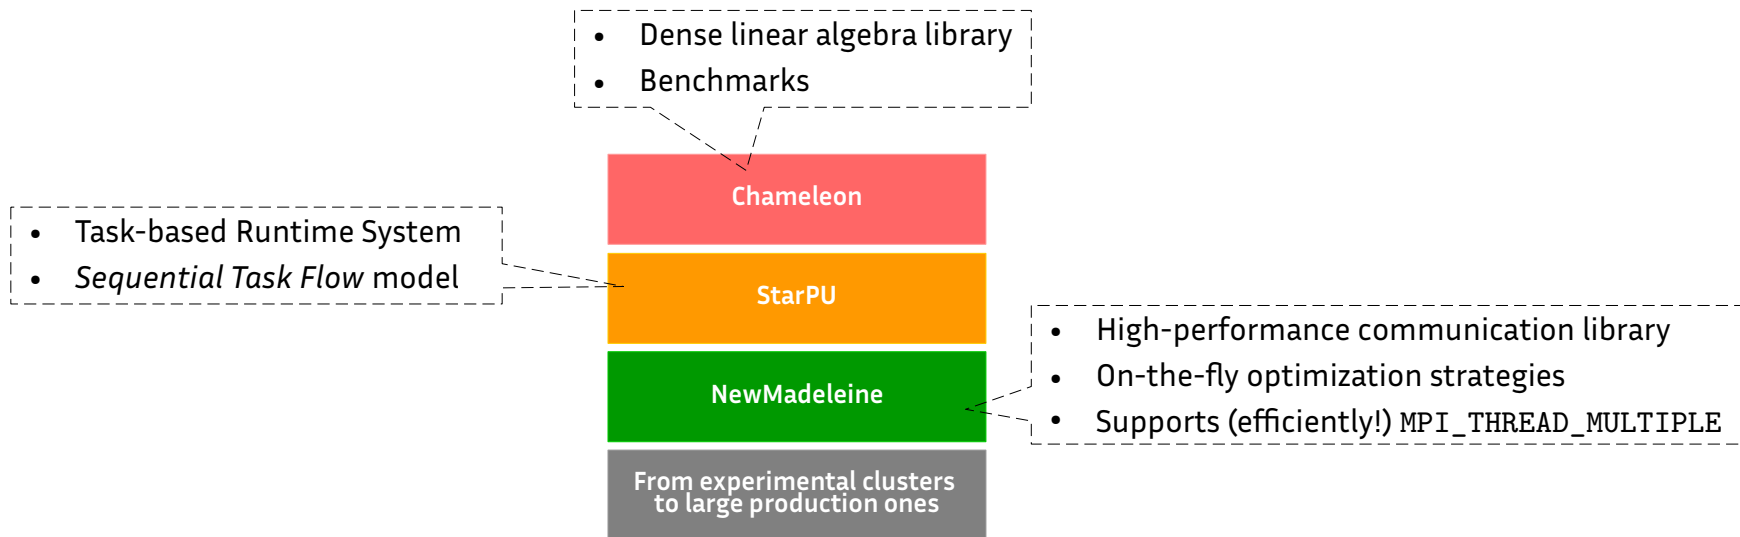 • Dense linear algebra library
• Benchmarks
Chameleon
• Task-based Runtime System
• Sequential Task Flow model
StarPU
• High-performance communication library
• On-the-fly optimization strategies
• Supports (efficiently!) MPI_THREAD_MULTIPLE
NewMadeleine
From experimental clusters
to large production ones